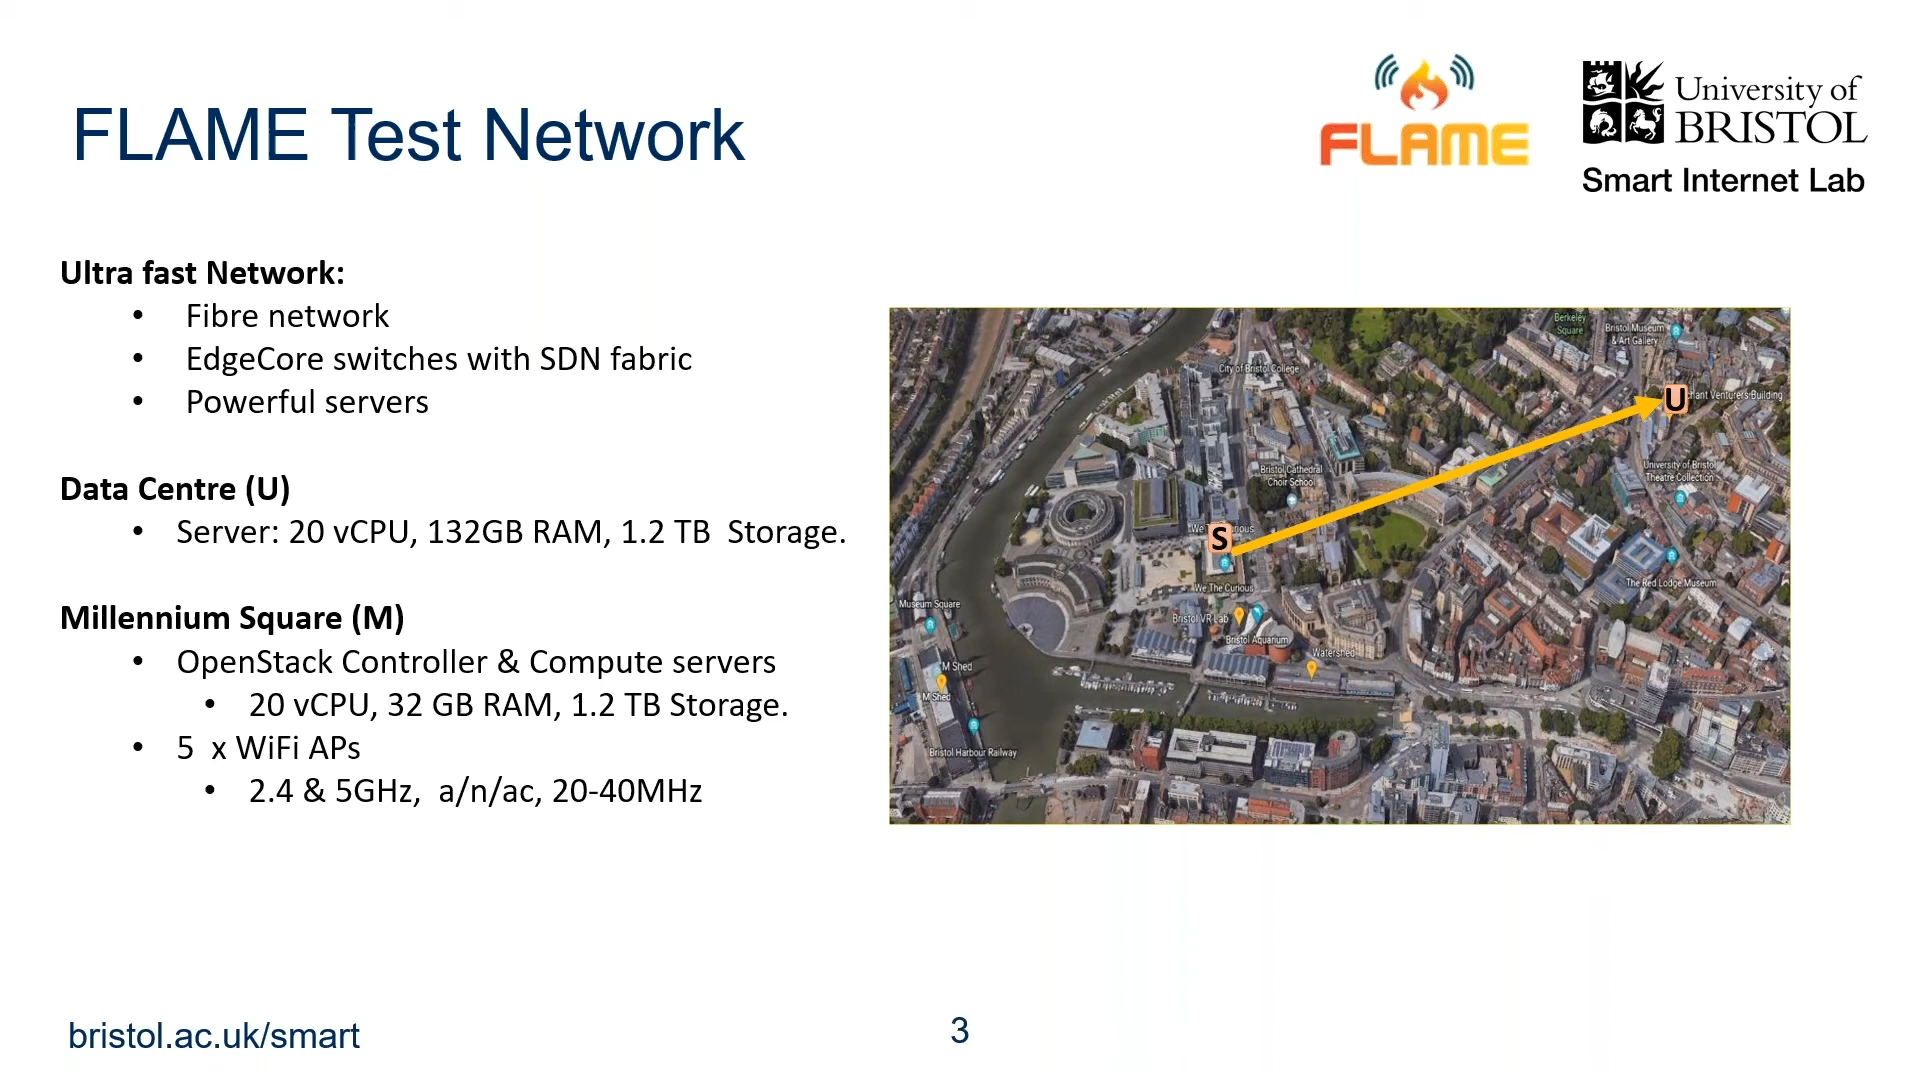 FLAME Test Network
FLAME
University of
BRISTOL
Smart Internet Lab
Ultra fast Network:
• Fibre network
• EdgeCore switches with SDN fabric
• Powerful servers
Data Centre (U)
• Server: 20 vCPU, 132GB RAM, 1.2 TB Storage.
Millennium Square (M)
• OpenStack Controller & Compute servers
• 20 vCPU, 32 GB RAM, 1.2 TB Storage.
• 5 x WiFi APs
• 2.4 & 5GHz, a/n/ac, 20-40MHz
Berkeley
Square
Bristol Museum
& Art Gallery
City of Bristol College
U
Venturers Building
Bristol Cathedral
Choir School
University of Bristol
Theatre Collection
We
S
We The Curious
The Red Lodge Museum
Museum Square
Bristol VR Lab
Bristol Aquarium
Watershed
M Shed
M Shed
Bristol Harbour Railway
bristol.ac.uk/smart
3